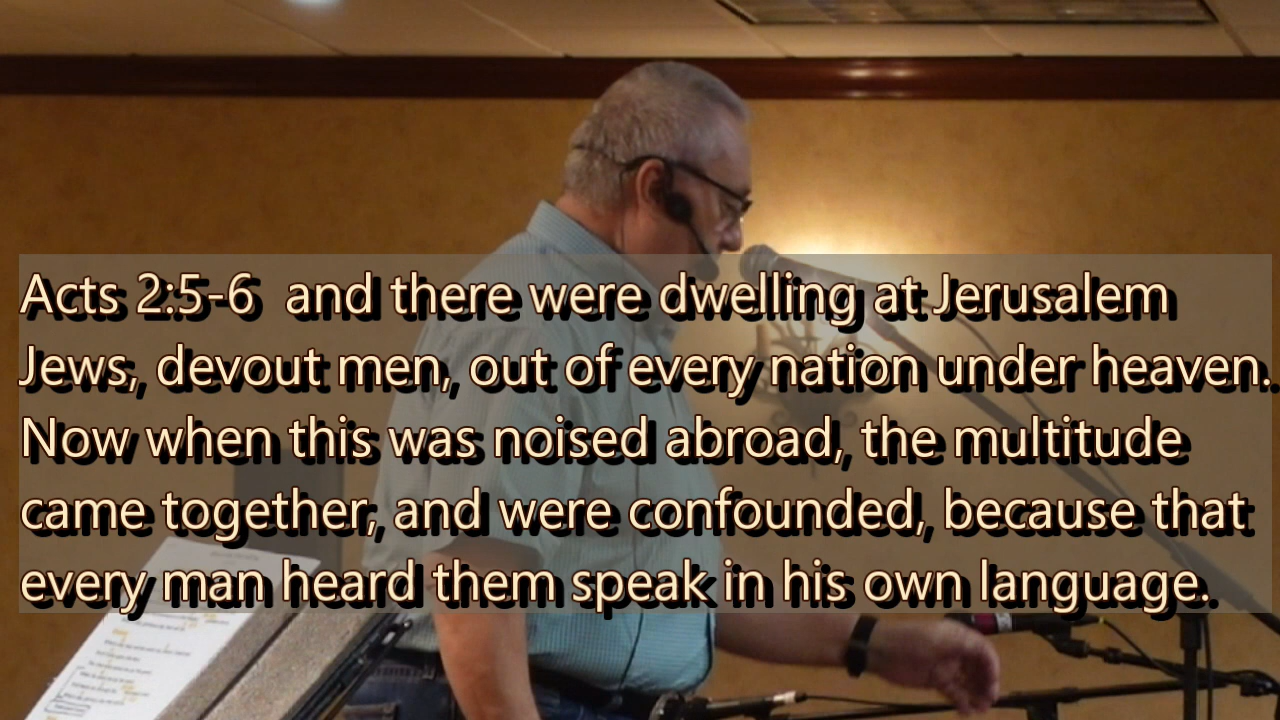 Acts 2:5-6  and there were dwelling at Jerusalem
Jews, devout men, out of every nation under heaven.
Now when this was noised abroad, the multitude
came together, and were confounded, because that
every man heard them speak in his own language.